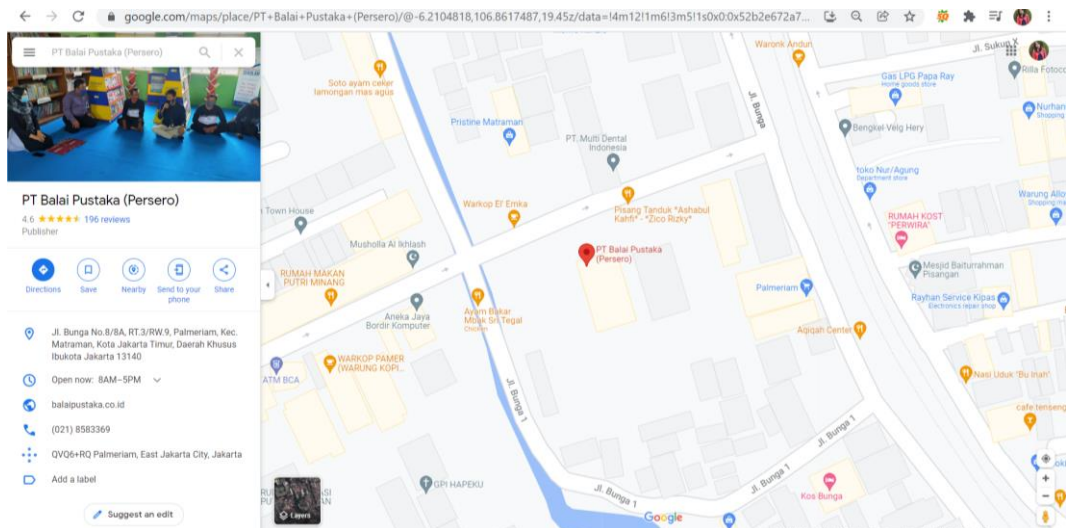 google.com/maps/place/PT+Balai+Pustaka+(Persero)/@-6.2104818,106.8617487,19.45z/data=!4m12!1m6!3m5!1s0x0:0x52b2e672a7...
PT Balai Pustaka (Persero)
PT Balai Pustaka (Persero)
4.6
196 reviews
Publisher
Directions
Save
Nearby
Send to your
phone
Share
Jl. Bunga No.8/8A, RT.3/RW.9, Palmeriam, Kec.
Matraman, Kota Jakarta Timur, Daerah Khusus
Ibukota Jakarta 13140
Open now: 8AM–5PM
balaipustaka.co.id
(021) 8583369
QVQ6+RQ Palmeriam, East Jakarta City, Jakarta
Add a label
Suggest an edit
Soto ayam ceker
lamongan mas agus
Pristine Matraman
PT. Multi Dental
Indonesia
Warkop Ef Emka
Pisang Tanduk "Ashabul
Kahfi" - "Zico Rizky"
Town House
Musholla Al Ikhlash
RUMAH MAKAN
PUTRI MINANG
Aneka Jaya
Bordir Komputer
Ayam Bakar
Mbak Sri Tegal
Chicken
ATM BCA
WARKOP PAMER
(WARUNG KOPI...
PT Balai Pustaka
(Persero)
Jl. Bunga 1
GPI HAPEKU
Layers
Jl. Bunga 1
Google
Jl. Bunga 1
Jl. Bunga 1
Kos Bunga
Waronk Andun
Jl. Bunga
Jl. Sukun X
Gas LPG Papa Ray
Home goods store
Rilla Fotoco
Nurhan
Shopping
Bengkel Velg Hery
toko Nur/Agung
Department store
Warung Allo
Shopping ma
RUMAH KOST
"PERWIRA"
Mesjid Baiturrahman
Pisangan
Palmeriam
Rayhan Service Kipas
Electronics repair shop
Aqiqah Center
Nasi Uduk "Bu Inah"
cafe tenseng